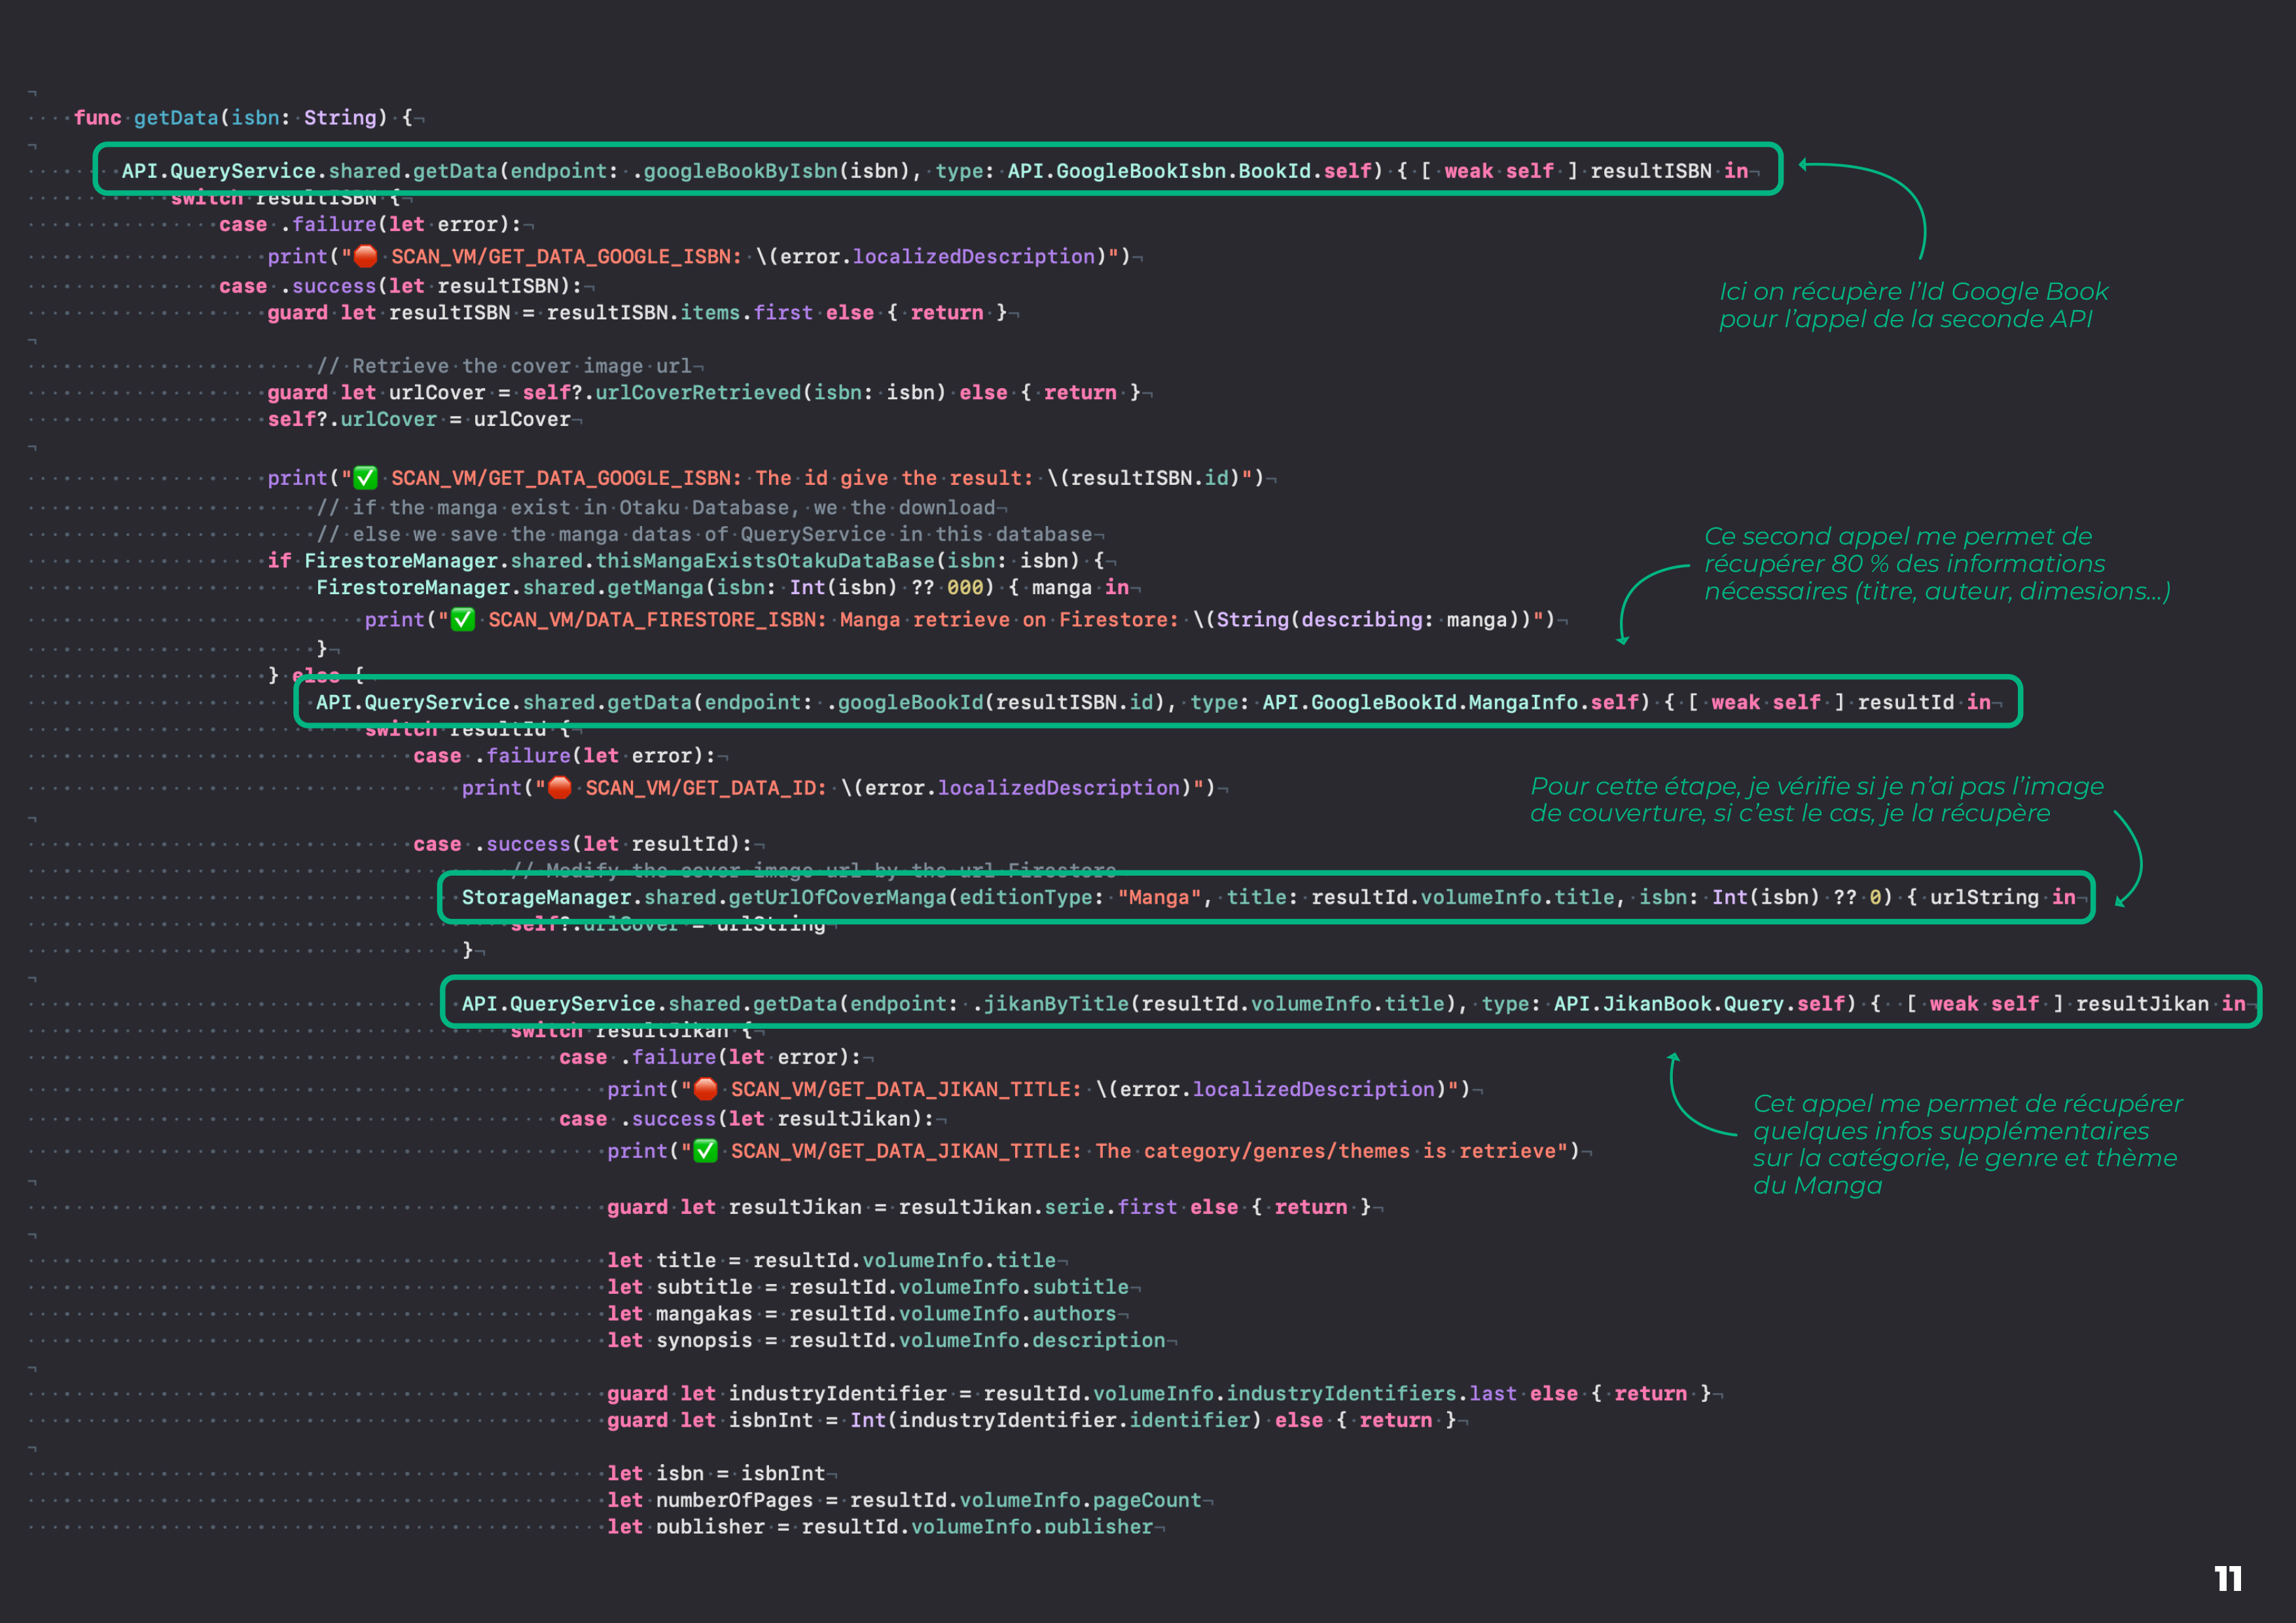 func getData(isbn: String) {
API.QueryService.shared.getData(endpoint: .googleBookByIsbn(isbn), type: API.GoogleBookIsbn.BookId.self) { [ weak self ] resultISBN in
switch resultISBN {
case .failure(let error):
print("🛑 SCAN_VM/GET_DATA_GOOGLE_ISBN: \(error.localizedDescription)")
case .success(let resultISBN):
guard let resultISBN = resultISBN.items.first else { return }
Ici on récupère l’Id Google Book
pour l’appel de la seconde API
// Retrieve the cover image url
guard let urlCover = self?.urlCoverRetrieved(isbn: isbn) else { return }
self?.urlCover = urlCover
print("✅ SCAN_VM/GET_DATA_GOOGLE_ISBN: The id give the result: \(resultISBN.id)")
// if the manga exist in Otaku Database, we the download
// else we save the manga datas of QueryService in this database
if FirestoreManager.shared.thisMangaExistsOtakuDataBase(isbn: isbn) {
FirestoreManager.shared.getManga(isbn: Int(isbn) ?? 000) { manga in
print("✅ SCAN_VM/DATA_FIRESTORE_ISBN: Manga retrieve on Firestore: \(String(describing: manga))")
}
} else {
Ce second appel me permet de
récupérer 80 % des informations
nécessaires (titre, auteur, dimesions...)
API.QueryService.shared.getData(endpoint: .googleBookId(resultISBN.id), type: API.GoogleBookId.MangaInfo.self) { [ weak self ] resultId in
switch resultId {
case .failure(let error):
print("🛑 SCAN_VM/GET_DATA_ID: \(error.localizedDescription)")
Pour cette étape, je vérifie si je n’ai pas l’image
de couverture, si c’est le cas, je la récupère
case .success(let resultId):
// Modify the cover image url by the url Firestore
StorageManager.shared.getUrlOfCoverManga(editionType: "Manga", title: resultId.volumeInfo.title, isbn: Int(isbn) ?? 0) { urlString in
self?.urlCover = urlString
}
API.QueryService.shared.getData(endpoint: .jikanByTitle(resultId.volumeInfo.title), type: API.JikanBook.Query.self) { [ weak self ] resultJikan in
switch resultJikan {
case .failure(let error):
print("🛑 SCAN_VM/GET_DATA_JIKAN_TITLE: \(error.localizedDescription)")
case .success(let resultJikan):
print("✅ SCAN_VM/GET_DATA_JIKAN_TITLE: The category/genres/themes is retrieve")
Cet appel me permet de récupérer
quelques infos supplémentaires
sur la catégorie, le genre et thème
du Manga
guard let resultJikan = resultJikan.serie.first else { return }
let title = resultId.volumeInfo.title
let subtitle = resultId.volumeInfo.subtitle
let mangakas = resultId.volumeInfo.authors
let synopsis = resultId.volumeInfo.description
guard let industryIdentifier = resultId.volumeInfo.industryIdentifiers.last else { return }
guard let isbnInt = Int(industryIdentifier.identifier) else { return }
let isbn = isbnInt
let numberOfPages = resultId.volumeInfo.pageCount
let publisher = resultId.volumeInfo.publisher
11